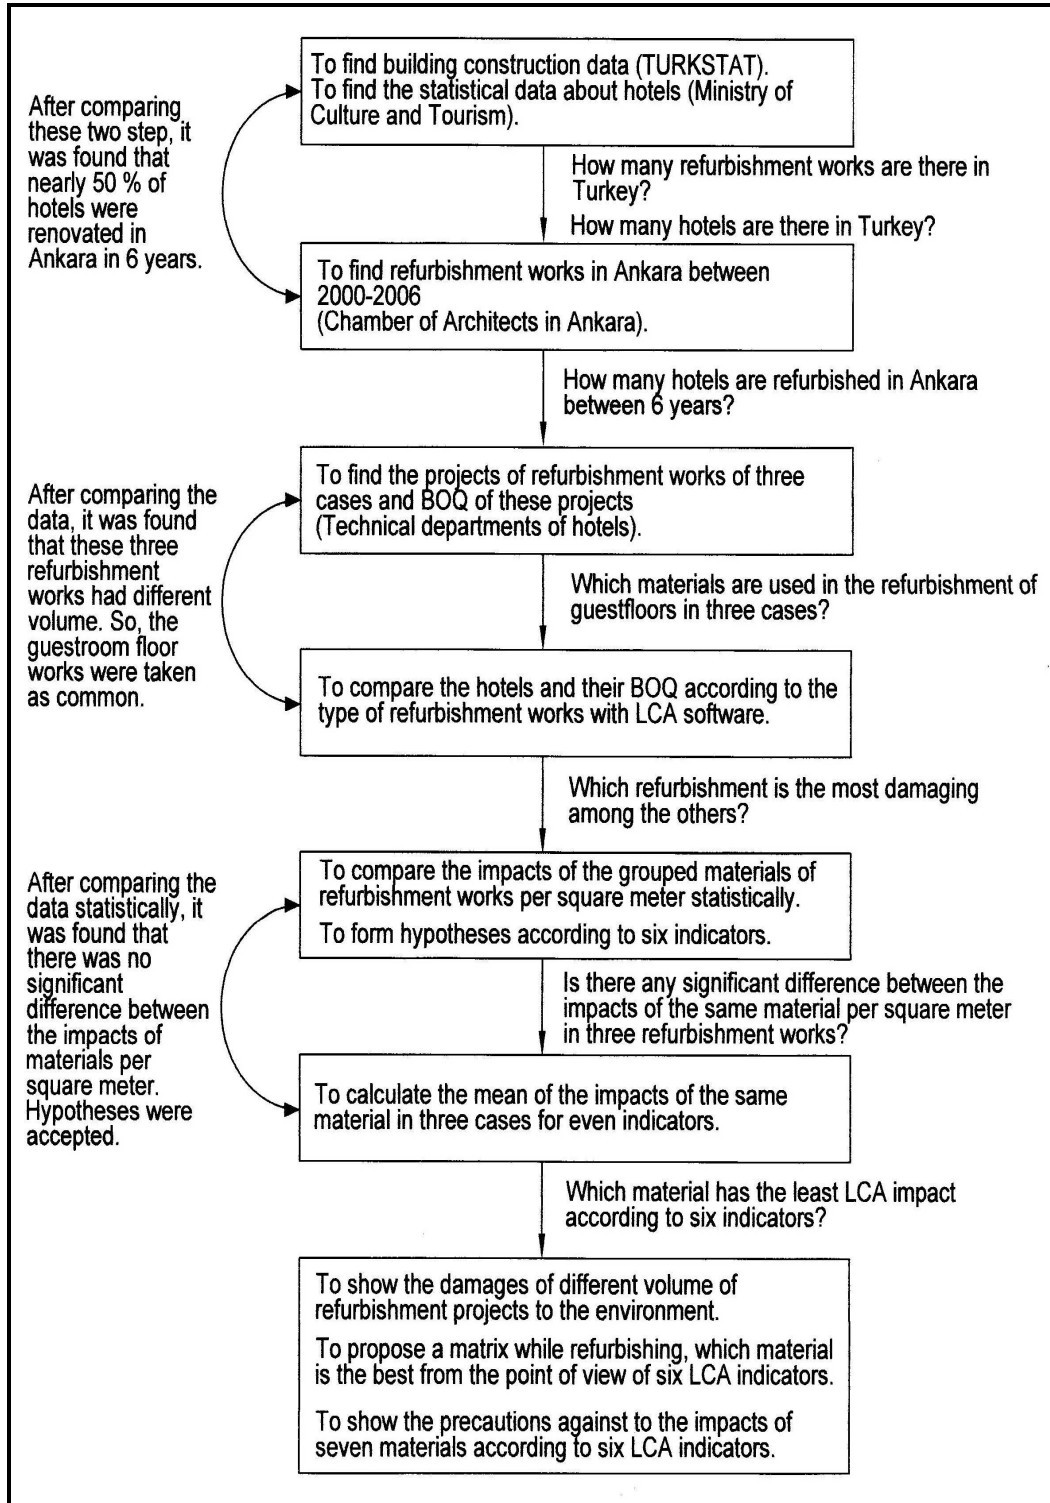 To find building construction data (TURKSTAT).
To find the statistical data about hotels (Ministry of
Culture and Tourism).
After comparing
these two step, it
was found that
nearly 50 % of
hotels were
renovated in
Ankara in 6 years.
How many refurbishment works are there in
Turkey?
How many hotels are there in Turkey?
To find refurbishment works in Ankara between
2000-2006
(Chamber of Architects in Ankara).
How many hotels are refurbished in Ankara
between 6 years?
To find the projects of refurbishment works of three
cases and BOQ of these projects
(Technical departments of hotels).
After comparing the
data, it was found
that these three
refurbishment
works had different
volume. So, the
guestroom floor
works were taken
as common.
Which materials are used in the refurbishment of
guestfloors in three cases?
To compare the hotels and their BOQ according to the
type of refurbishment works with LCA software.
Which refurbishment is the most damaging
among the others?
To compare the impacts of the grouped materials of
refurbishment works per square meter statistically.
To form hypotheses according to six indicators.
After comparing the
data statistically, it
was found that
there was no
significant
difference between
the impacts of
materials per
square meter.
Hypotheses were
accepted.
Is there any significant difference between the
impacts of the same material per square meter
in three refurbishment works?
To calculate the mean of the impacts of the same
material in three cases for even indicators.
Which material has the least LCA impact
according to six indicators?
To show the damages of different volume of
refurbishment projects to the environment.
To propose a matrix while refurbishing, which material
is the best from the point of view of six LCA indicators.
To show the precautions against to the impacts of
seven materials according to six LCA indicators.